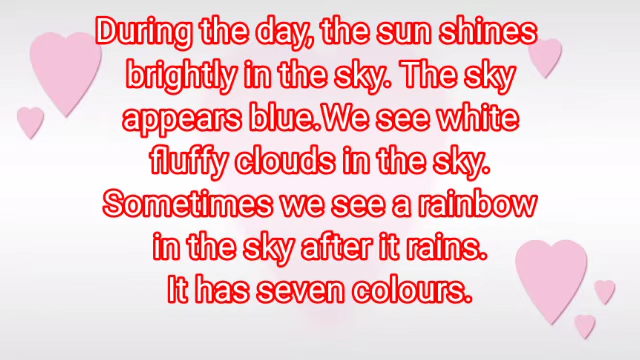 During the day, the sun shines
brightly in the sky. The sky
appears blue.We see white
fluffy clouds in the sky.
Sometimes we see a rainbow
in the sky after it rains.
It has seven colours.